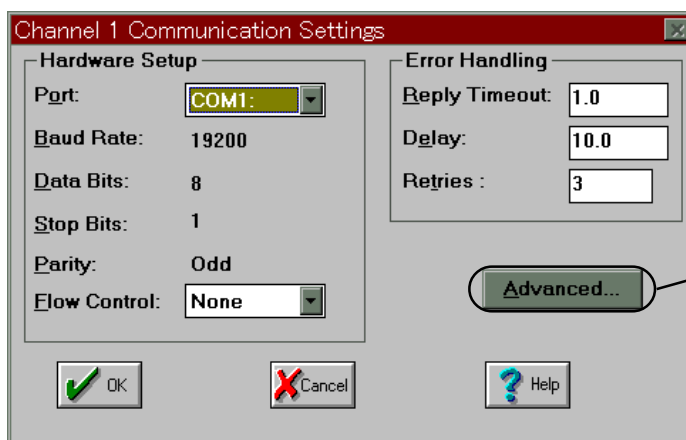 Channel 1 Communication Settings
Hardware Setup
Port: COM1:
Baud Rate: 19200
Data Bits: 8
Stop Bits: 1
Parity: Odd
Flow Control: None
Error Handling
Reply Timeout: 1.0
Delay: 10.0
Retries : 3
Advanced...
OK
Cancel
Help